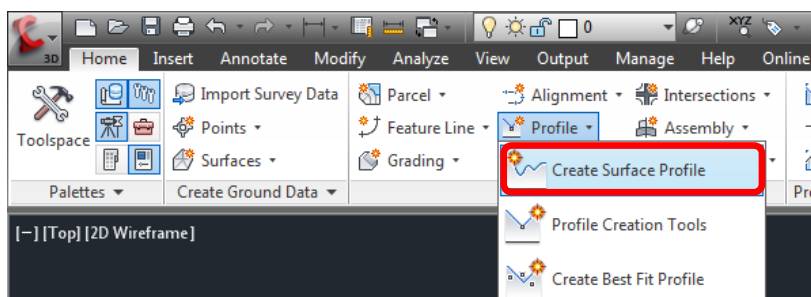 0 XYZ
3D Home Insert Annotate Modify Analyze View Output Manage Help Online
Import Survey Data Parcel Alignment Intersections
Toolspace Points Feature Line Profile Assembly
Surfaces Grading Create Surface Profile
Palettes Create Ground Data
[−] [Top] [2D Wireframe] Profile Creation Tools
Create Best Fit Profile